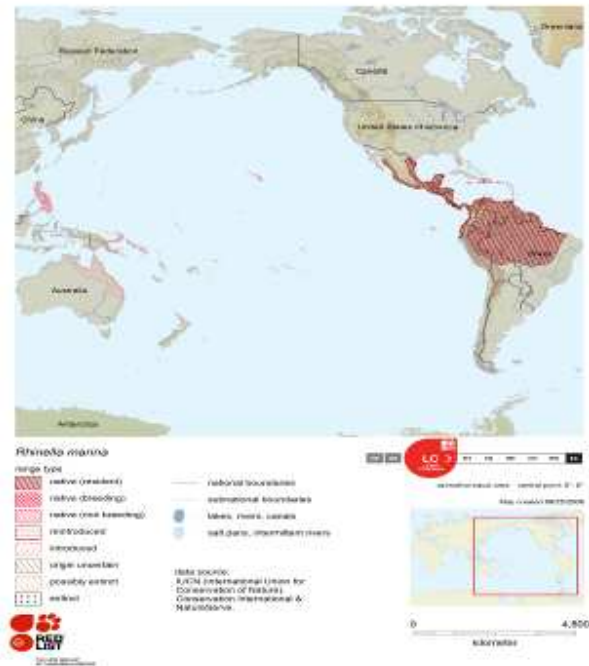 Greenland
Russian Federation
Canada
China
United States of America
Brazil
Australia
Antarctica
Rhinella marina
range type
native (resident)
native (breeding)
native (non breeding)
reintroduced
introduced
origin uncertain
possibly extinct
extinct
national boundaries
subnational boundaries
lakes, rivers, canals
salt pans, intermittent rivers
data source:
IUCN (International Union for
Conservation of Nature)
Conservation International &
NatureServe.
LC
0 4,800
kilometers
RED
LIST